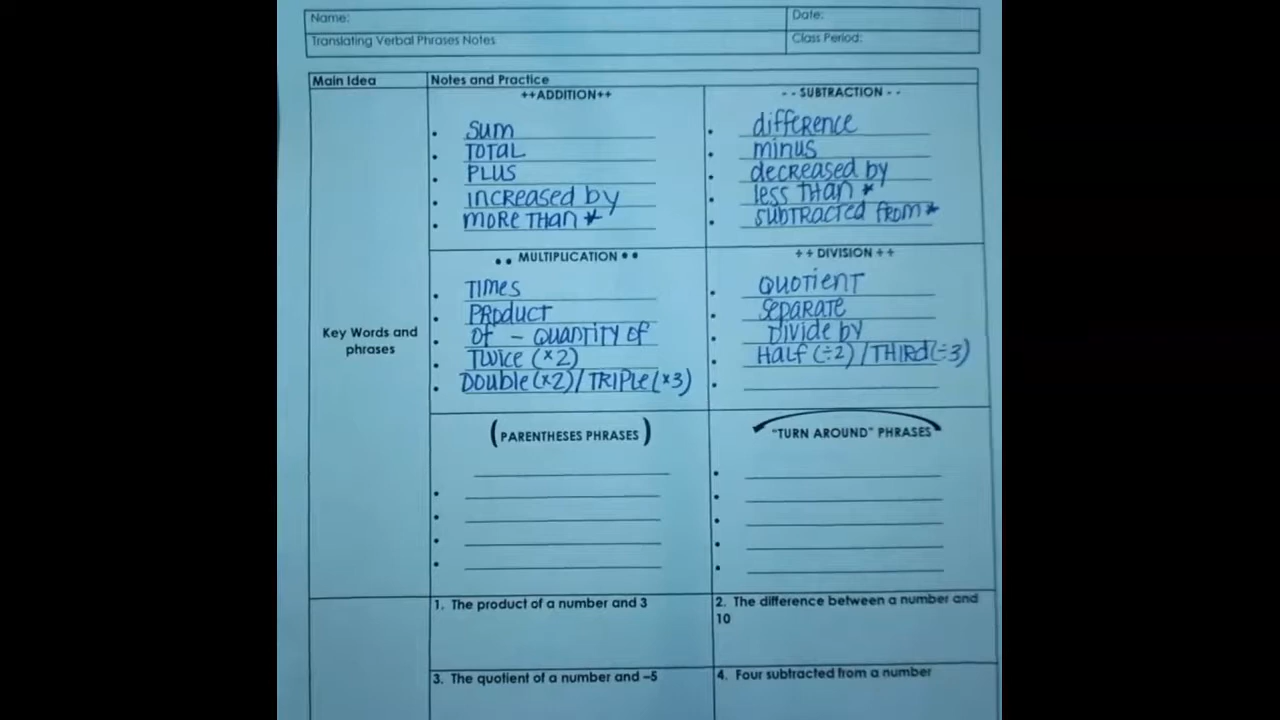 Name:
Date:
Translating Verbal Phrases Notes
Class Period:
Main Idea
Notes and Practice
Key Words and
phrases
++ADDITION++
• SUM
• TOTAL
• PLUS
• increased by
• MORE THAN *
- - SUBTRACTION - -
• difference
• minus
• decreased by
• less than *
• subtracted from *
•• MULTIPLICATION ••
• Times
• PRoduct
• Of – QUANTITY OF
• Twice (×2)
• Double(×2)/TRIPle(×3)
++ DIVISION ++
• QUOTIENT
• SEPARATE
• Divide by
• HALF (÷2)/THIRd(÷3)
•
(PARENTHESES PHRASES)
"TURN AROUND" PHRASES
1. The product of a number and 3
2. The difference between a number and
10
3. The quotient of a number and –5
4. Four subtracted from a number